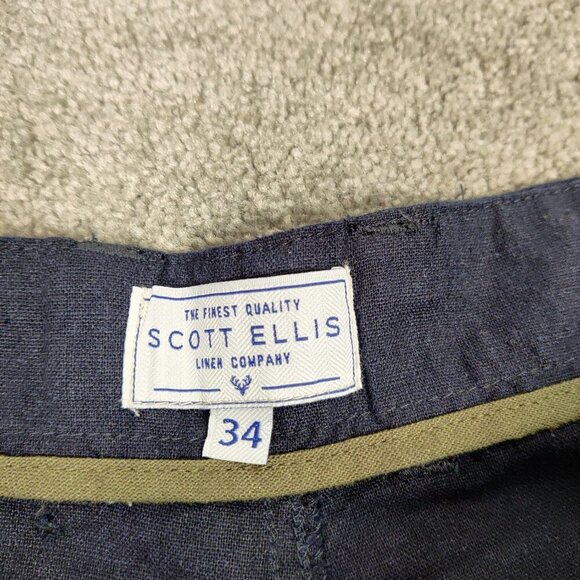 THE FINEST QUALITY
SCOTT ELLIS
LINEN COMPANY
34